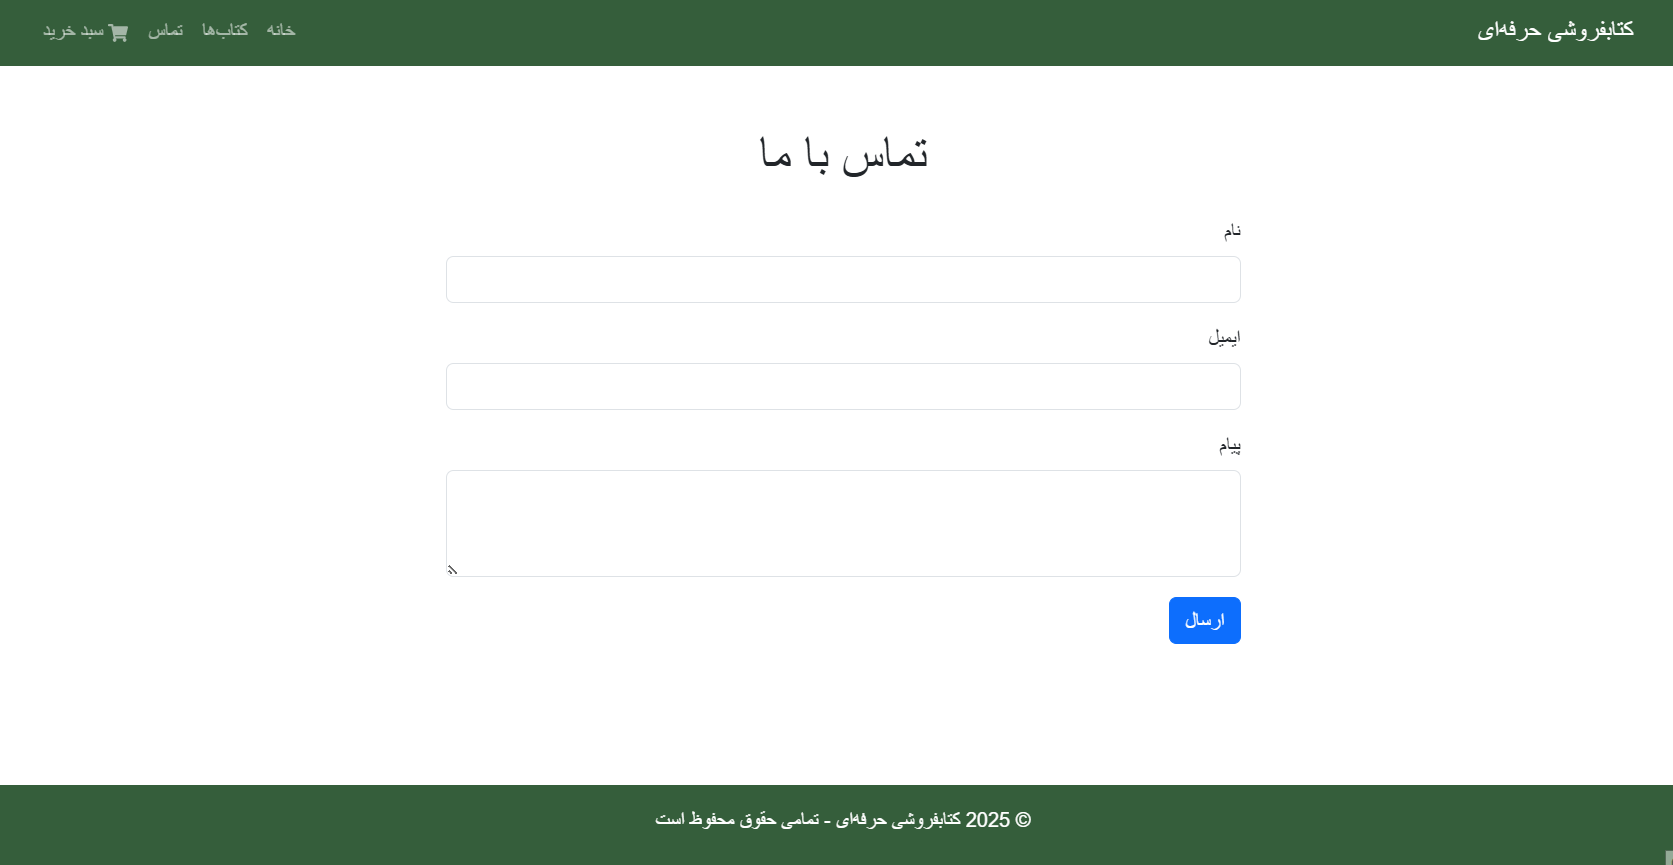 کتابفروشی حرفه‌ای
خانه کتاب‌ها تماس سبد خرید
تماس با ما
نام
ایمیل
پیام
ارسال
© 2025 کتابفروشی حرفه‌ای - تمامی حقوق محفوظ است